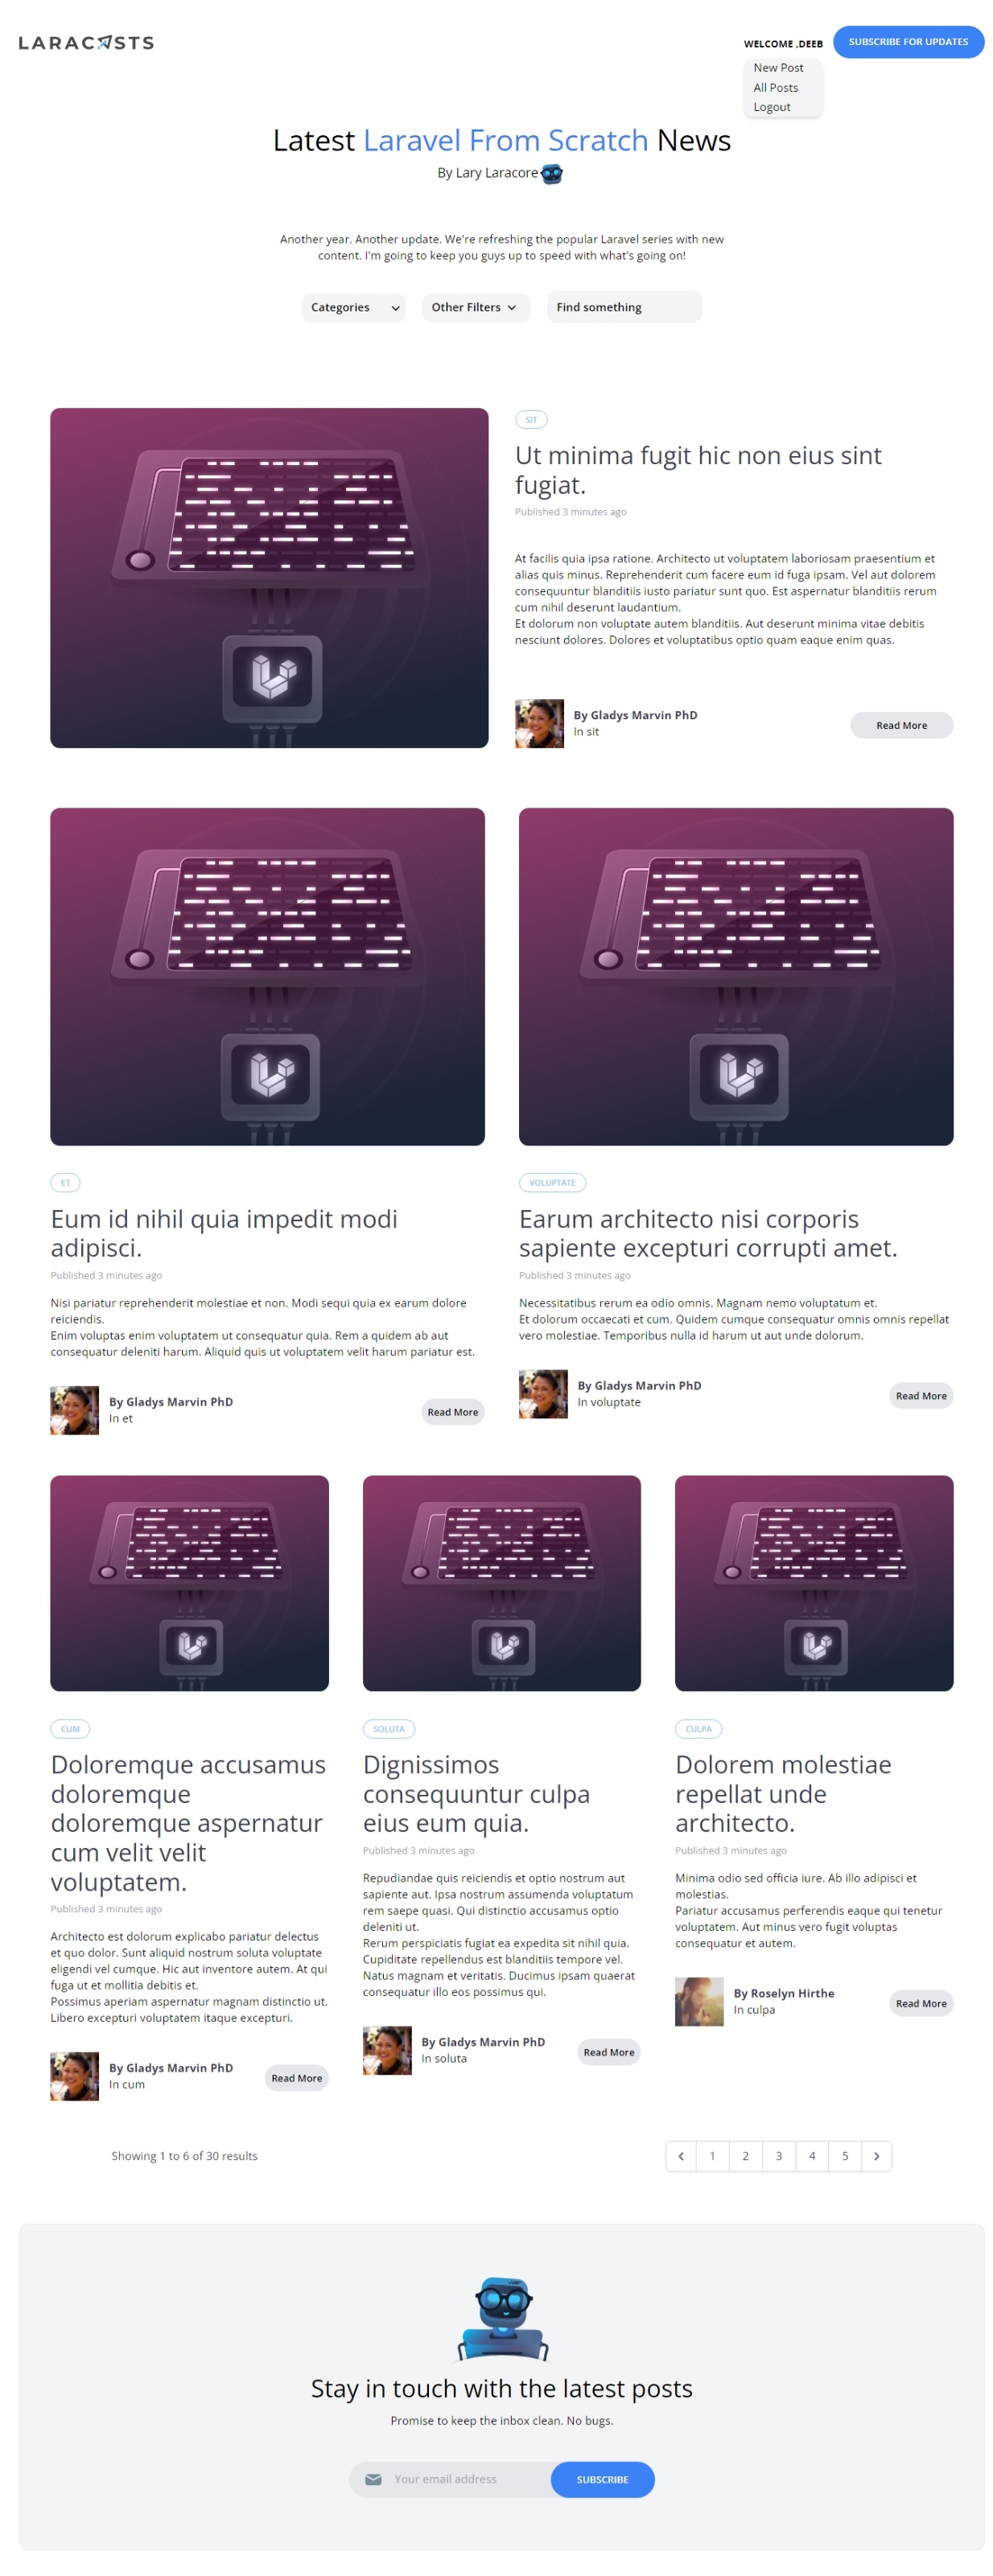 LARACASTS
WELCOME ,DEEB
SUBSCRIBE FOR UPDATES
New Post
All Posts
Logout
Latest Laravel From Scratch News
By Lary Laracore
Another year. Another update. We're refreshing the popular Laravel series with new
content. I'm going to keep you guys up to speed with what's going on!
Categories
Other Filters
Find something
SIT
Ut minima fugit hic non eius sint
fugiat.
Published 3 minutes ago
At facilis quia ipsa ratione. Architecto ut voluptatem laboriosam praesentium et
alias quis minus. Reprehenderit cum facere eum id fuga ipsam. Vel aut dolorem
consequuntur blanditiis iusto pariatur sunt quo. Est aspernatur blanditiis rerum
cum nihil deserunt laudantium.
Et dolorum non voluptate autem blanditiis. Aut deserunt minima vitae debitis
nesciunt dolores. Dolores et voluptatibus optio quam eaque enim quas.
By Gladys Marvin PhD
In sit
Read More
ET
Eum id nihil quia impedit modi
adipisci.
Published 3 minutes ago
Nisi pariatur reprehenderit molestiae et non. Modi sequi quia ex earum dolore
reiciendis.
Enim voluptas enim voluptatem ut consequatur quia. Rem a quidem ab aut
consequatur deleniti harum. Aliquid quis ut voluptatem velit harum pariatur est.
By Gladys Marvin PhD
In et
Read More
VOLUPTATE
Earum architecto nisi corporis
sapiente excepturi corrupti amet.
Published 3 minutes ago
Necessitatibus rerum ea odio omnis. Magnam nemo voluptatum et.
Et dolorum occaecati et cum. Quidem cumque consequatur omnis omnis repellat
vero molestiae. Temporibus nulla id harum ut aut unde dolorum.
By Gladys Marvin PhD
In voluptate
Read More
CUM
Doloremque accusamus
doloremque
doloremque aspernatur
cum velit velit
voluptatem.
Published 3 minutes ago
Architecto est dolorum explicabo pariatur delectus
et quo dolor. Sunt aliquid nostrum soluta voluptate
eligendi vel cumque. Hic aut inventore autem. At qui
fuga ut et mollitia debitis et.
Possimus aperiam aspernatur magnam distinctio ut.
Libero excepturi voluptatem itaque excepturi.
By Gladys Marvin PhD
In cum
Read More
SOLUTA
Dignissimos
consequuntur culpa
eius eum quia.
Published 3 minutes ago
Repudiandae quis reiciendis et optio nostrum aut
sapiente aut. Ipsa nostrum assumenda voluptatum
rem saepe quasi. Qui distinctio accusamus optio
deleniti ut.
Rerum perspiciatis fugiat ea expedita sit nihil quia.
Cupiditate repellendus est blanditiis tempore vel.
Natus magnam et veritatis. Ducimus ipsam quaerat
consequatur illo eos possimus qui.
By Gladys Marvin PhD
In soluta
Read More
CULPA
Dolorem molestiae
repellat unde
architecto.
Published 3 minutes ago
Minima odio sed officia iure. Ab illo adipisci et
molestias.
Pariatur accusamus perferendis eaque qui tenetur
voluptatem. Aut minus vero fugit voluptas
consequatur et autem.
By Roselyn Hirthe
In culpa
Read More
Showing 1 to 6 of 30 results
1 2 3 4 5
Stay in touch with the latest posts
Promise to keep the inbox clean. No bugs.
Your email address
SUBSCRIBE